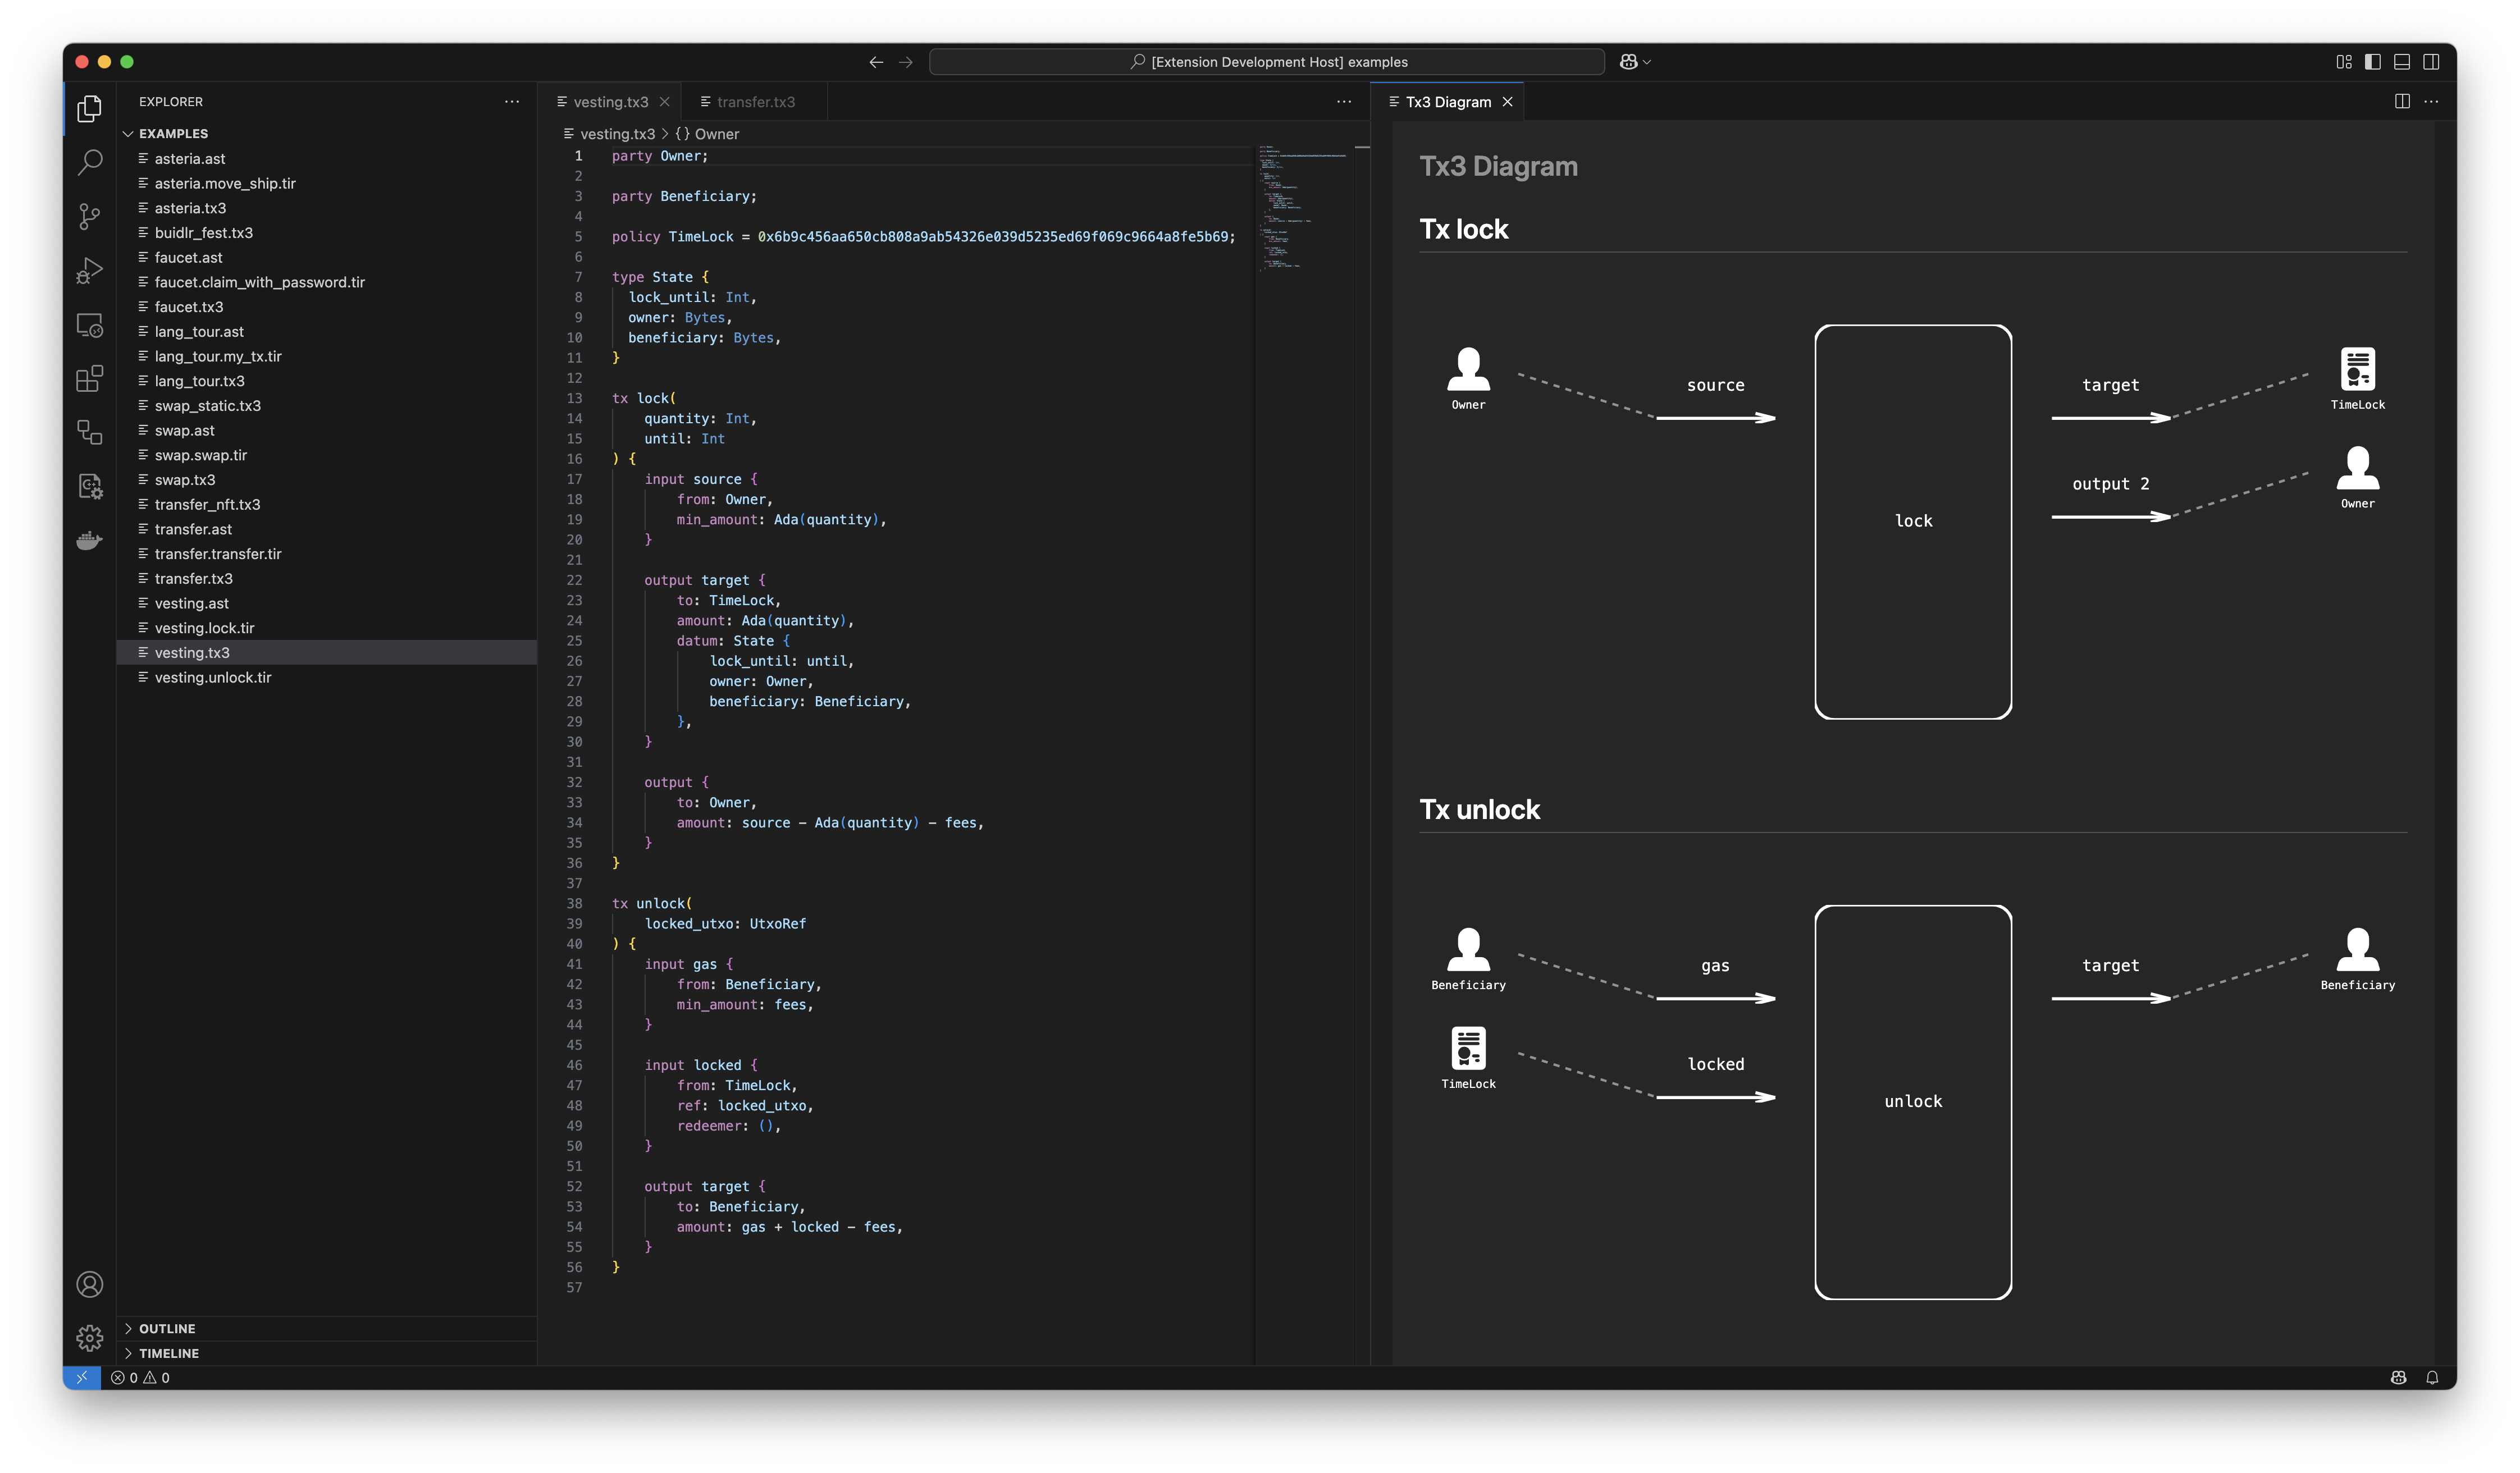 [Extension Development Host] examples
EXPLORER
EXAMPLES
asteria.ast
asteria.move_ship.tir
asteria.tx3
buidlr_fest.tx3
faucet.ast
faucet.claim_with_password.tir
faucet.tx3
lang_tour.ast
lang_tour.my_tx.tir
lang_tour.tx3
swap_static.tx3
swap.ast
swap.swap.tir
swap.tx3
transfer_nft.tx3
transfer.ast
transfer.transfer.tir
transfer.tx3
vesting.ast
vesting.lock.tir
vesting.tx3
vesting.unlock.tir
OUTLINE
TIMELINE
vesting.tx3
transfer.tx3
vesting.tx3 > {} Owner
1 party Owner;
2
3 party Beneficiary;
4
5 policy TimeLock = 0x6b9c456aa650cb808a9ab54326e039d5235ed69f069c9664a8fe5b69;
6
7 type State {
8 lock_until: Int,
9 owner: Bytes,
10 beneficiary: Bytes,
11 }
12
13 tx lock(
14 quantity: Int,
15 until: Int
16 ) {
17 input source {
18 from: Owner,
19 min_amount: Ada(quantity),
20 }
21
22 output target {
23 to: TimeLock,
24 amount: Ada(quantity),
25 datum: State {
26 lock_until: until,
27 owner: Owner,
28 beneficiary: Beneficiary,
29 },
30 }
31
32 output {
33 to: Owner,
34 amount: source - Ada(quantity) - fees,
35 }
36 }
37
38 tx unlock(
39 locked_utxo: UtxoRef
40 ) {
41 input gas {
42 from: Beneficiary,
43 min_amount: fees,
44 }
45
46 input locked {
47 from: TimeLock,
48 ref: locked_utxo,
49 redeemer: (),
50 }
51
52 output target {
53 to: Beneficiary,
54 amount: gas + locked - fees,
55 }
56 }
57
Tx3 Diagram
Tx3 Diagram
Tx lock
Owner
source
lock
target
TimeLock
output 2
Owner
Tx unlock
Beneficiary
gas
TimeLock
locked
unlock
target
Beneficiary
0 0